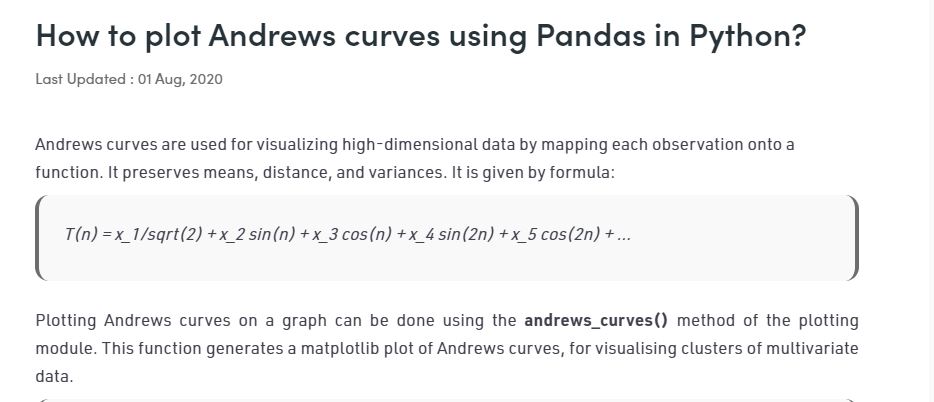 How to plot Andrews curves using Pandas in Python?
Last Updated : 01 Aug, 2020
Andrews curves are used for visualizing high-dimensional data by mapping each observation onto a
function. It preserves means, distance, and variances. It is given by formula:
T(n) = x_1/sqrt(2) + x_2 sin(n) + x_3 cos(n) + x_4 sin(2n) + x_5 cos(2n) + ...
Plotting Andrews curves on a graph can be done using the andrews_curves() method of the plotting
module. This function generates a matplotlib plot of Andrews curves, for visualising clusters of multivariate
data.